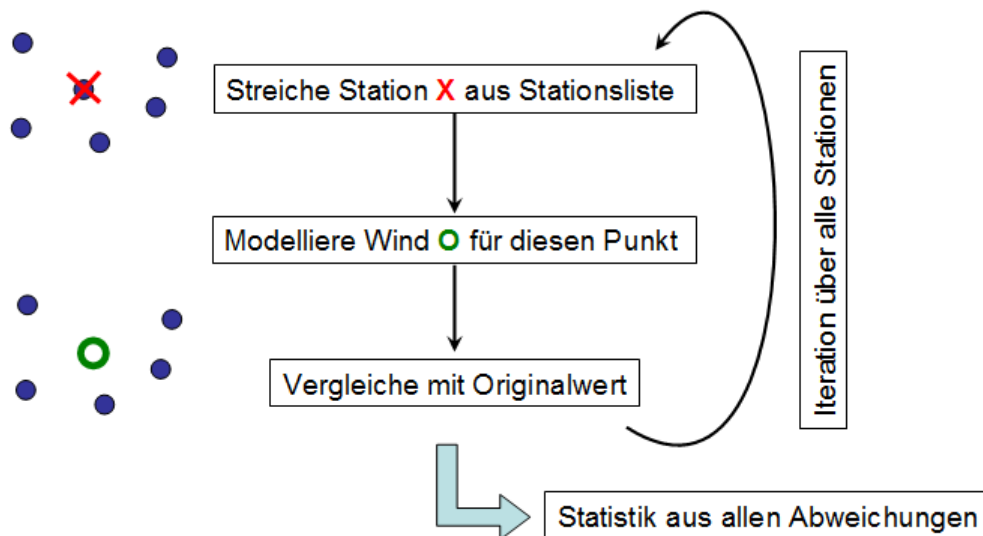 Streiche Station X aus Stationsliste
Modelliere Wind O für diesen Punkt
Vergleiche mit Originalwert
Iteration über alle Stationen
Statistik aus allen Abweichungen